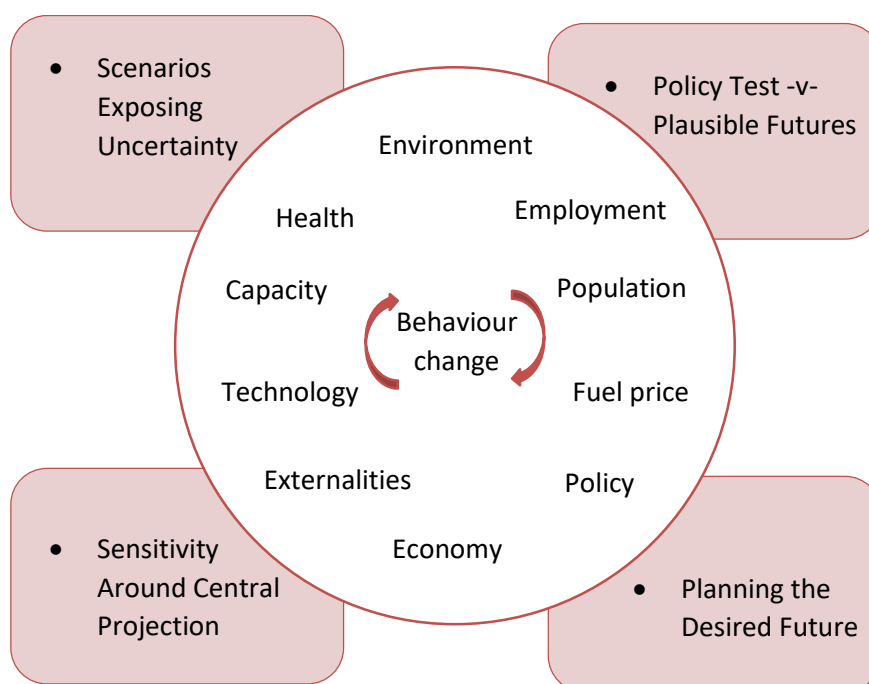 • Scenarios
Exposing
Uncertainty
• Policy Test -v-
Plausible Futures
Environment
Health
Employment
Capacity
Population
Behaviour
change
Technology
Fuel price
Externalities
Policy
Economy
• Sensitivity
Around Central
Projection
• Planning the
Desired Future